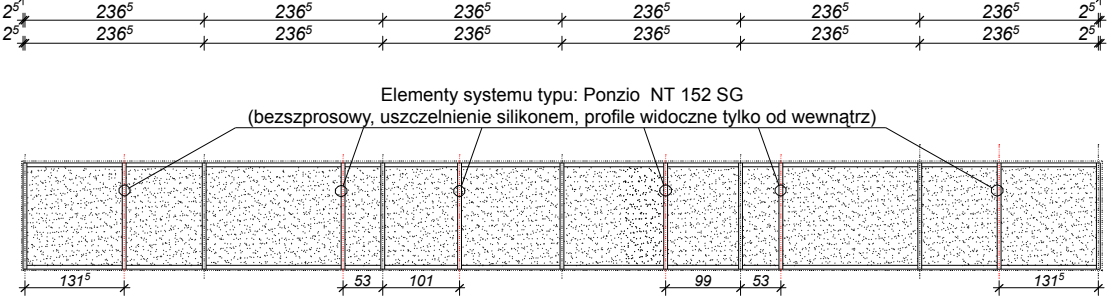 2⁵ 236⁵ 236⁵ 236⁵ 236⁵ 236⁵ 236⁵ 2⁵
2⁵ 236⁵ 236⁵ 236⁵ 236⁵ 236⁵ 236⁵ 2⁵
Elementy systemu typu: Ponzio NT 152 SG
(bezszprosowy, uszczelnienie silikonem, profile widoczne tylko od wewnątrz)
131⁵ 53 101 99 53 131⁵